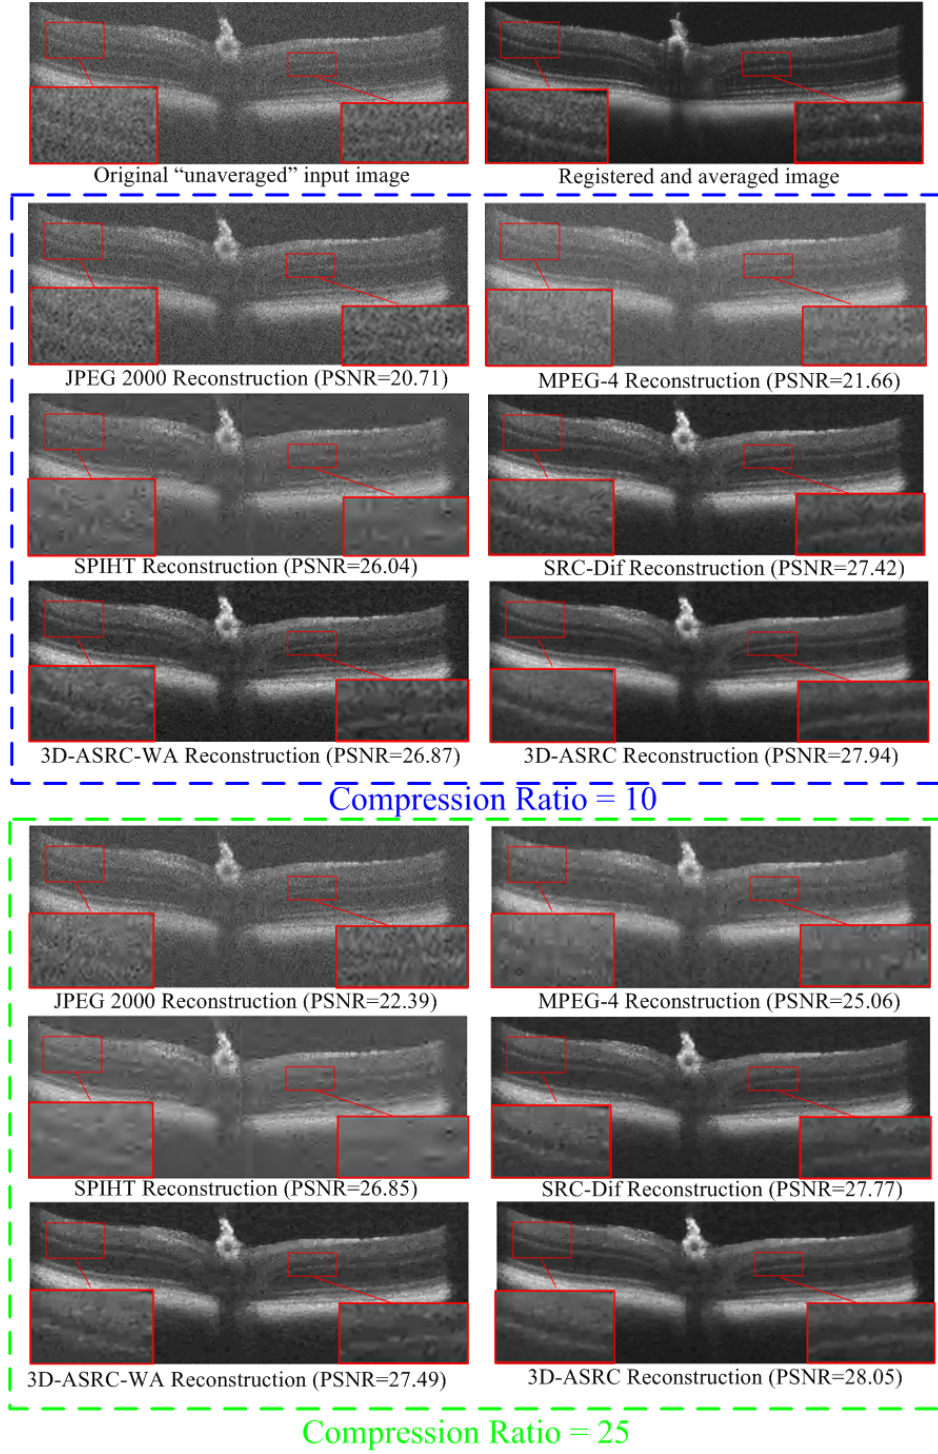 Original “unaveraged” input image
Registered and averaged image
JPEG 2000 Reconstruction (PSNR=20.71)
MPEG-4 Reconstruction (PSNR=21.66)
SPIHT Reconstruction (PSNR=26.04)
SRC-Dif Reconstruction (PSNR=27.42)
3D-ASRC-WA Reconstruction (PSNR=26.87)
3D-ASRC Reconstruction (PSNR=27.94)
Compression Ratio = 10
JPEG 2000 Reconstruction (PSNR=22.39)
MPEG-4 Reconstruction (PSNR=25.06)
SPIHT Reconstruction (PSNR=26.85)
SRC-Dif Reconstruction (PSNR=27.77)
3D-ASRC-WA Reconstruction (PSNR=27.49)
3D-ASRC Reconstruction (PSNR=28.05)
Compression Ratio = 25